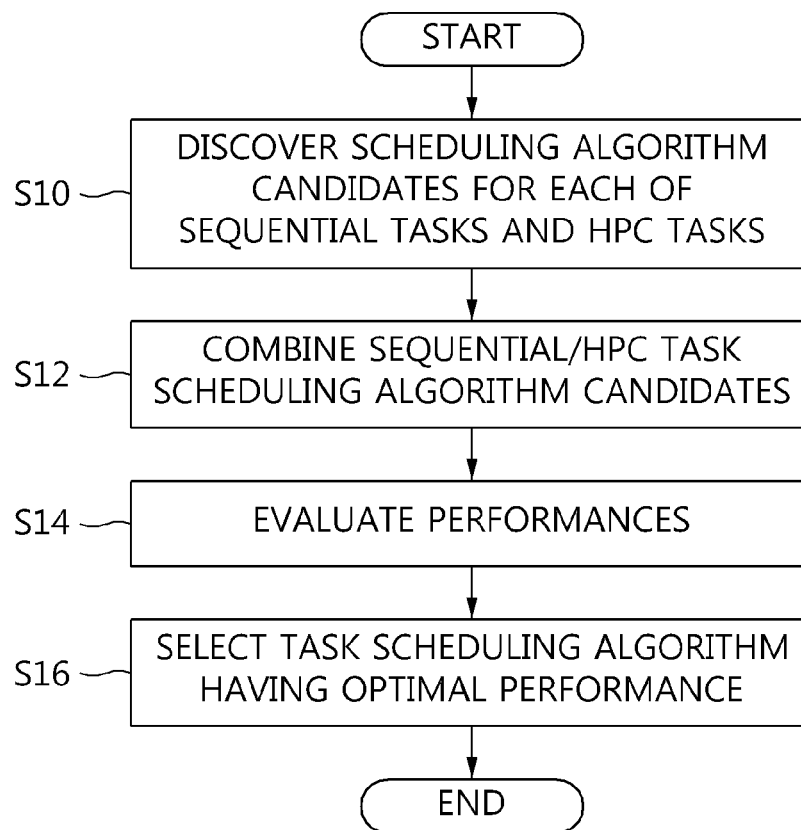 START
S10
DISCOVER SCHEDULING ALGORITHM
CANDIDATES FOR EACH OF
SEQUENTIAL TASKS AND HPC TASKS
S12
COMBINE SEQUENTIAL/HPC TASK
SCHEDULING ALGORITHM CANDIDATES
S14
EVALUATE PERFORMANCES
S16
SELECT TASK SCHEDULING ALGORITHM
HAVING OPTIMAL PERFORMANCE
END